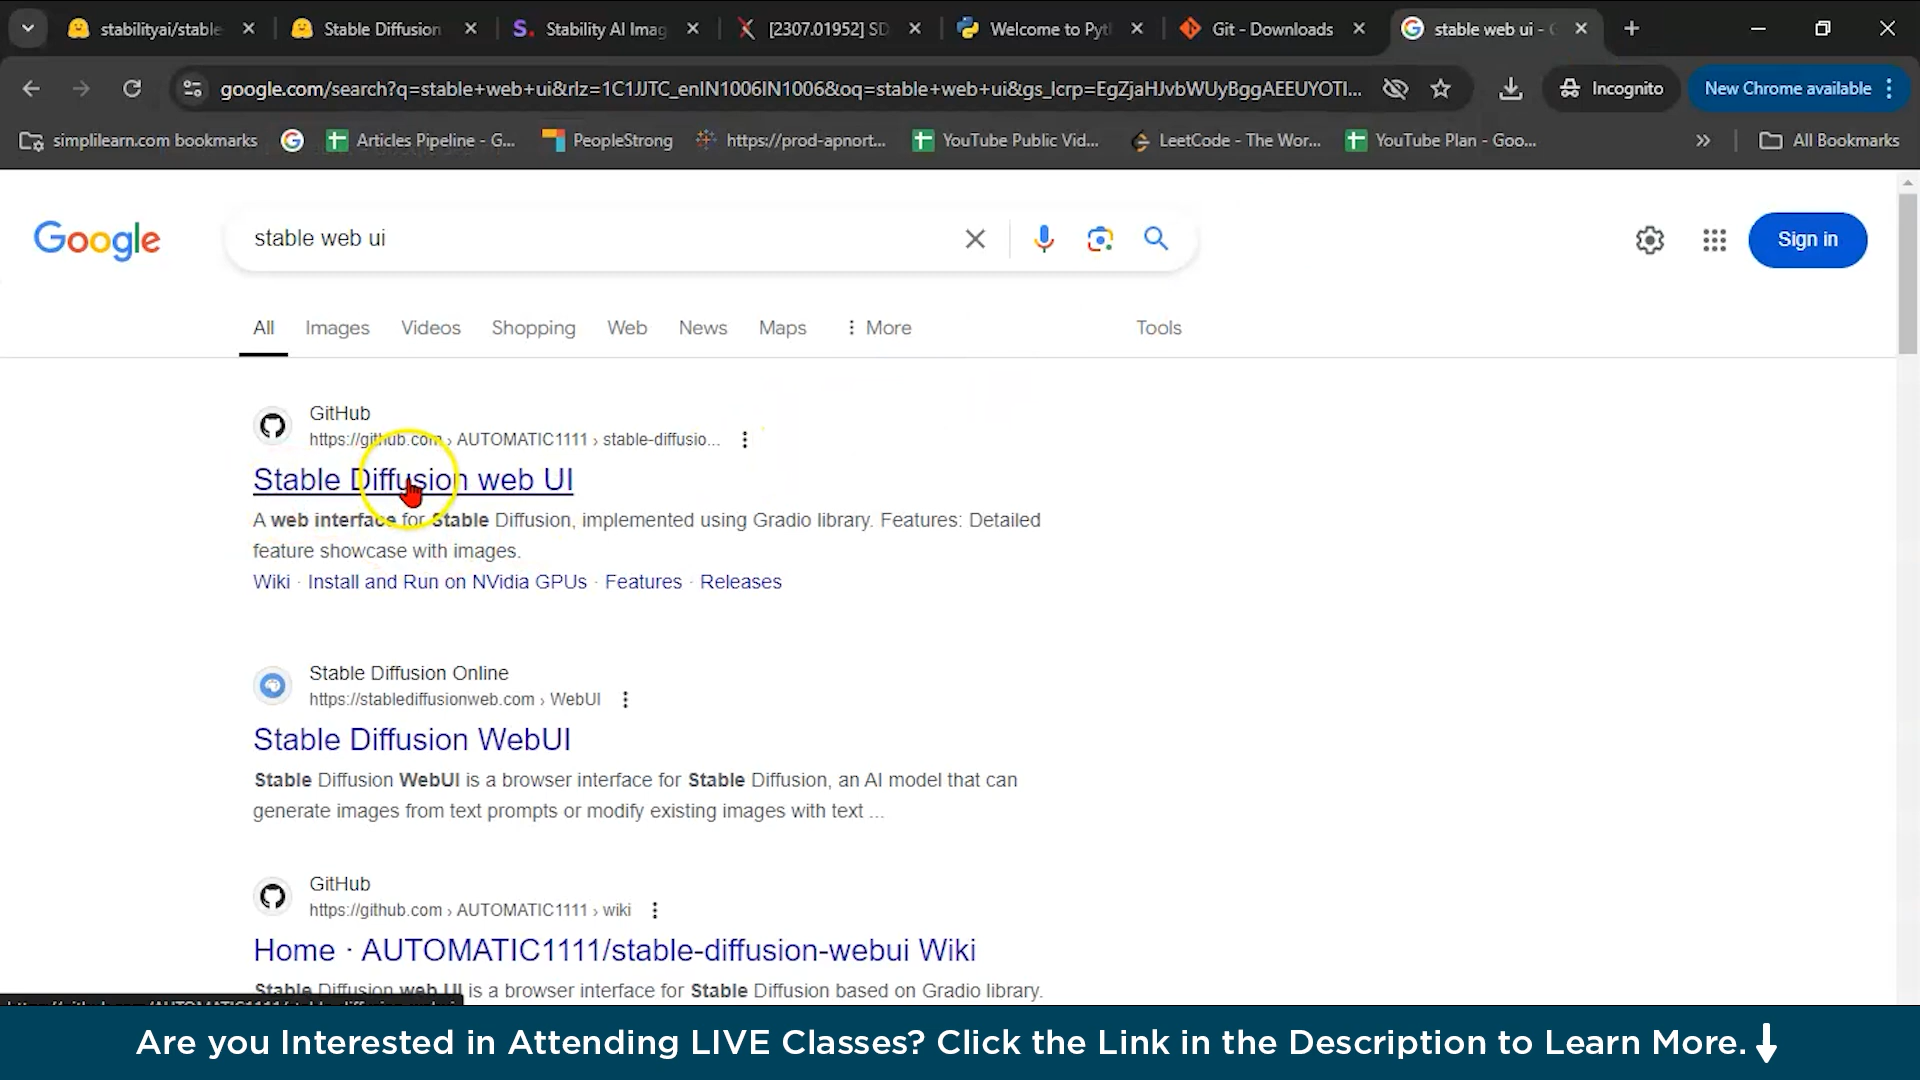 stabilityai/stable
Stable Diffusion
Stability AI Imag
[2307.01952] SD
Welcome to Pyt
Git - Downloads
stable web ui -
google.com/search?q=stable+web+ui&rlz=1C1JJTC_enIN1006IN1006&oq=stable+web+ui&gs_lcrp=EgZjaHJvbWUyBggAEEUYOTI...
Incognito
New Chrome available
simplilearn.com bookmarks
Articles Pipeline - G...
PeopleStrong
https://prod-apnort...
YouTube Public Vid...
LeetCode - The Wor...
YouTube Plan - Goo...
All Bookmarks
Google
stable web ui
Sign in
All
Images
Videos
Shopping
Web
News
Maps
More
Tools
GitHub
https://github.com › AUTOMATIC1111 › stable-diffusio...
Stable Diffusion web UI
A web interface for Stable Diffusion, implemented using Gradio library. Features: Detailed
feature showcase with images.
Wiki · Install and Run on NVidia GPUs · Features · Releases
Stable Diffusion Online
https://stablediffusionweb.com › WebUI
Stable Diffusion WebUI
Stable Diffusion WebUI is a browser interface for Stable Diffusion, an AI model that can
generate images from text prompts or modify existing images with text ...
GitHub
https://github.com › AUTOMATIC1111 › wiki
Home · AUTOMATIC1111/stable-diffusion-webui Wiki
Stable Diffusion web UI is a browser interface for Stable Diffusion based on Gradio library.
Are you Interested in Attending LIVE Classes? Click the Link in the Description to Learn More.